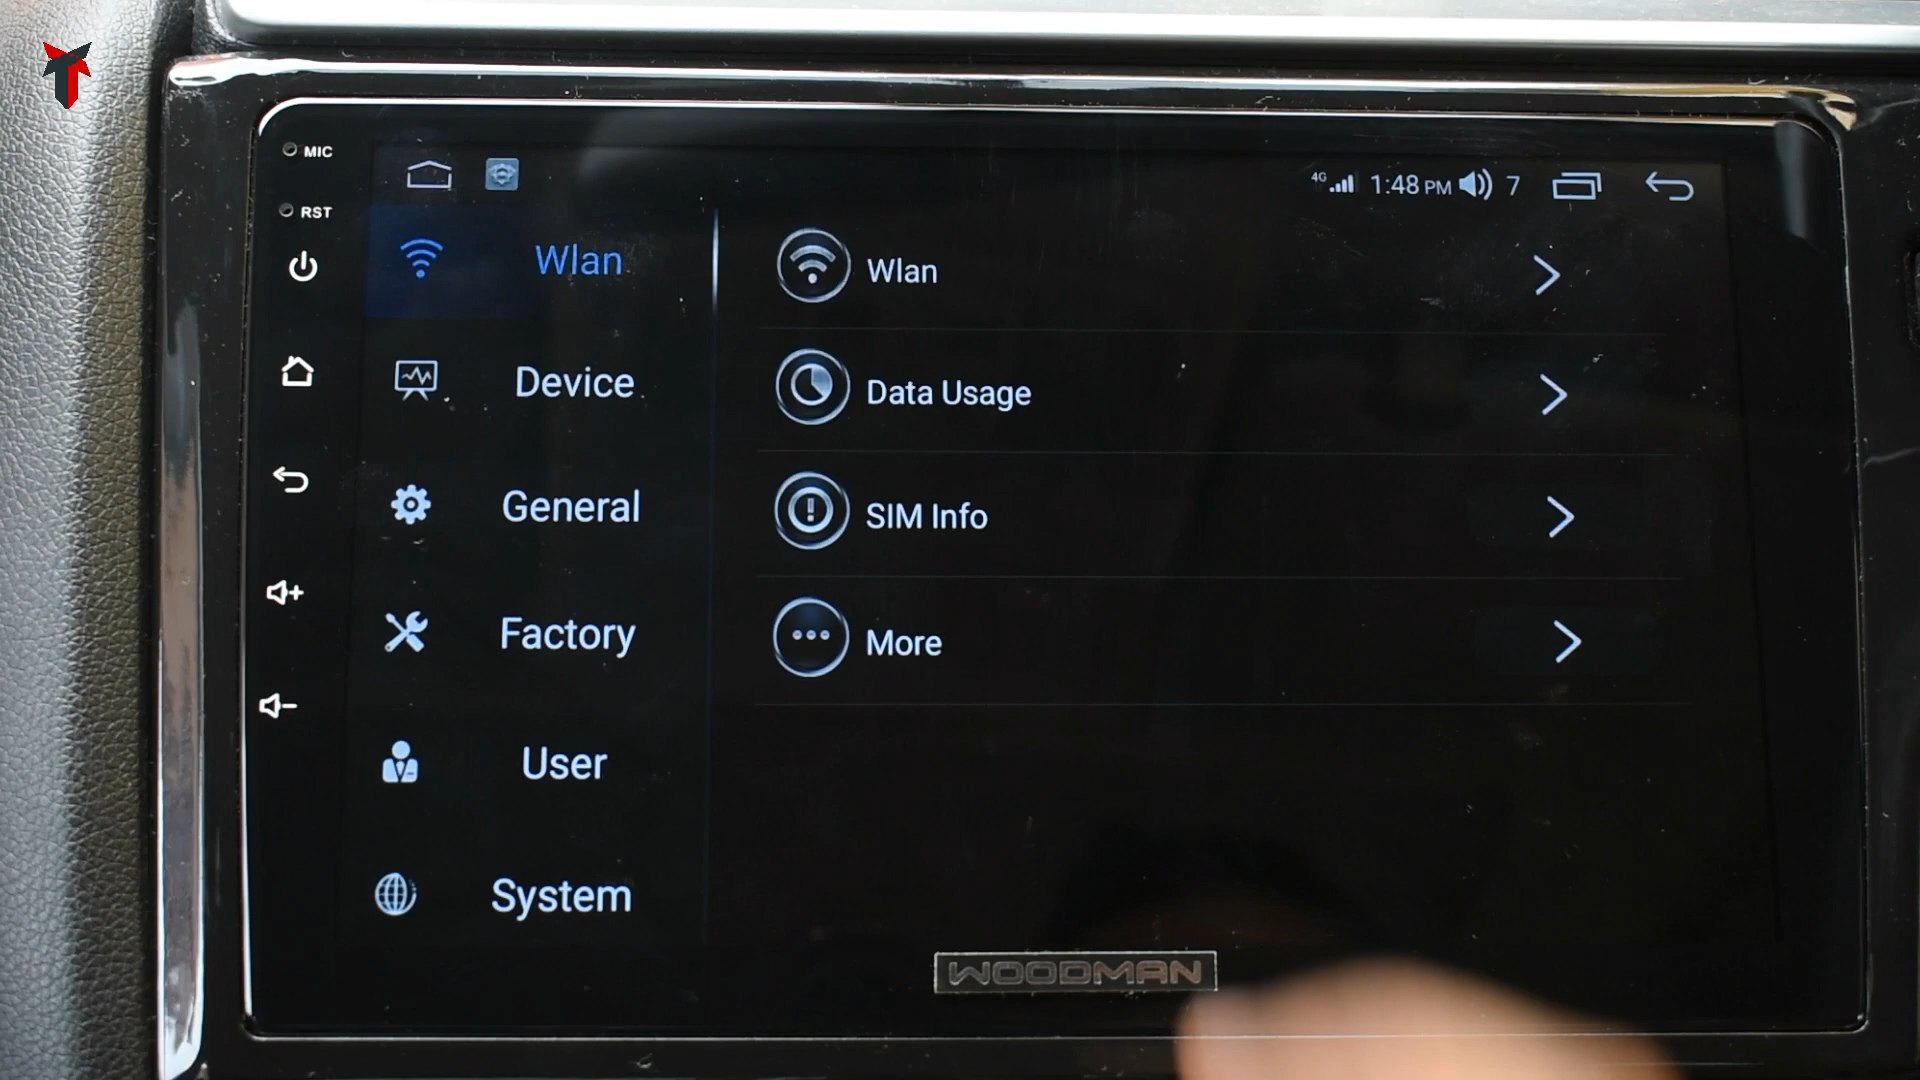 MIC
RST
4G 1:48 PM 7
Wlan
Device
General
Factory
User
System
Wlan
Data Usage
SIM Info
More
WOODMAN